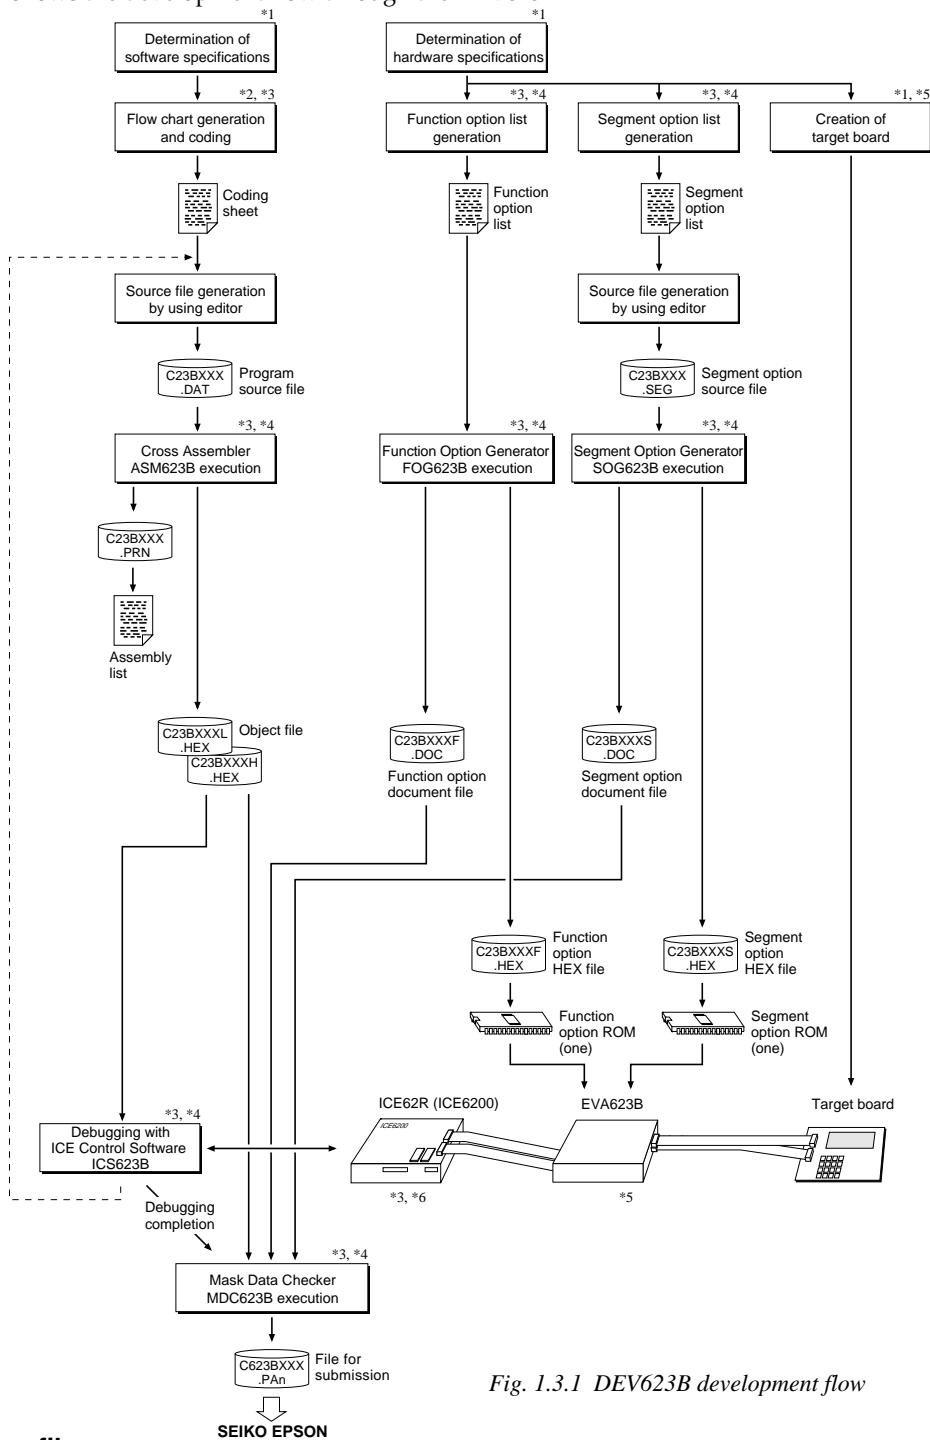 *1
Determination of
software specifications
*1
Determination of
hardware specifications
*2, *3
Flow chart generation
and coding
*3, *4
Function option list
generation
*3, *4
Segment option list
generation
*1, *5
Creation of
target board
Coding
sheet
Function
option
list
Segment
option
list
Source file generation
by using editor
Source file generation
by using editor
C23BXXX
.DAT
Program
source file
C23BXXX
.SEG
Segment option
source file
*3, *4
Cross Assembler
ASM623B execution
*3, *4
Function Option Generator
FOG623B execution
*3, *4
Segment Option Generator
SOG623B execution
C23BXXX
.PRN
Assembly
list
C23BXXXL
.HEX
Object file
C23BXXXH
.HEX
C23BXXXF
.DOC
Function option
document file
C23BXXXS
.DOC
Segment option
document file
C23BXXXF
.HEX
Function
option
HEX file
C23BXXXS
.HEX
Segment
option
HEX file
Function
option ROM
(one)
Segment
option ROM
(one)
*3, *4
Debugging with
ICE Control Software
ICS623B
ICE62R (ICE6200)
ICE6200
*3, *6
EVA623B
*5
Target board
Debugging
completion
*3, *4
Mask Data Checker
MDC623B execution
C623BXXX
.PAn
File for
submission
SEIKO EPSON
Fig. 1.3.1 DEV623B development flow